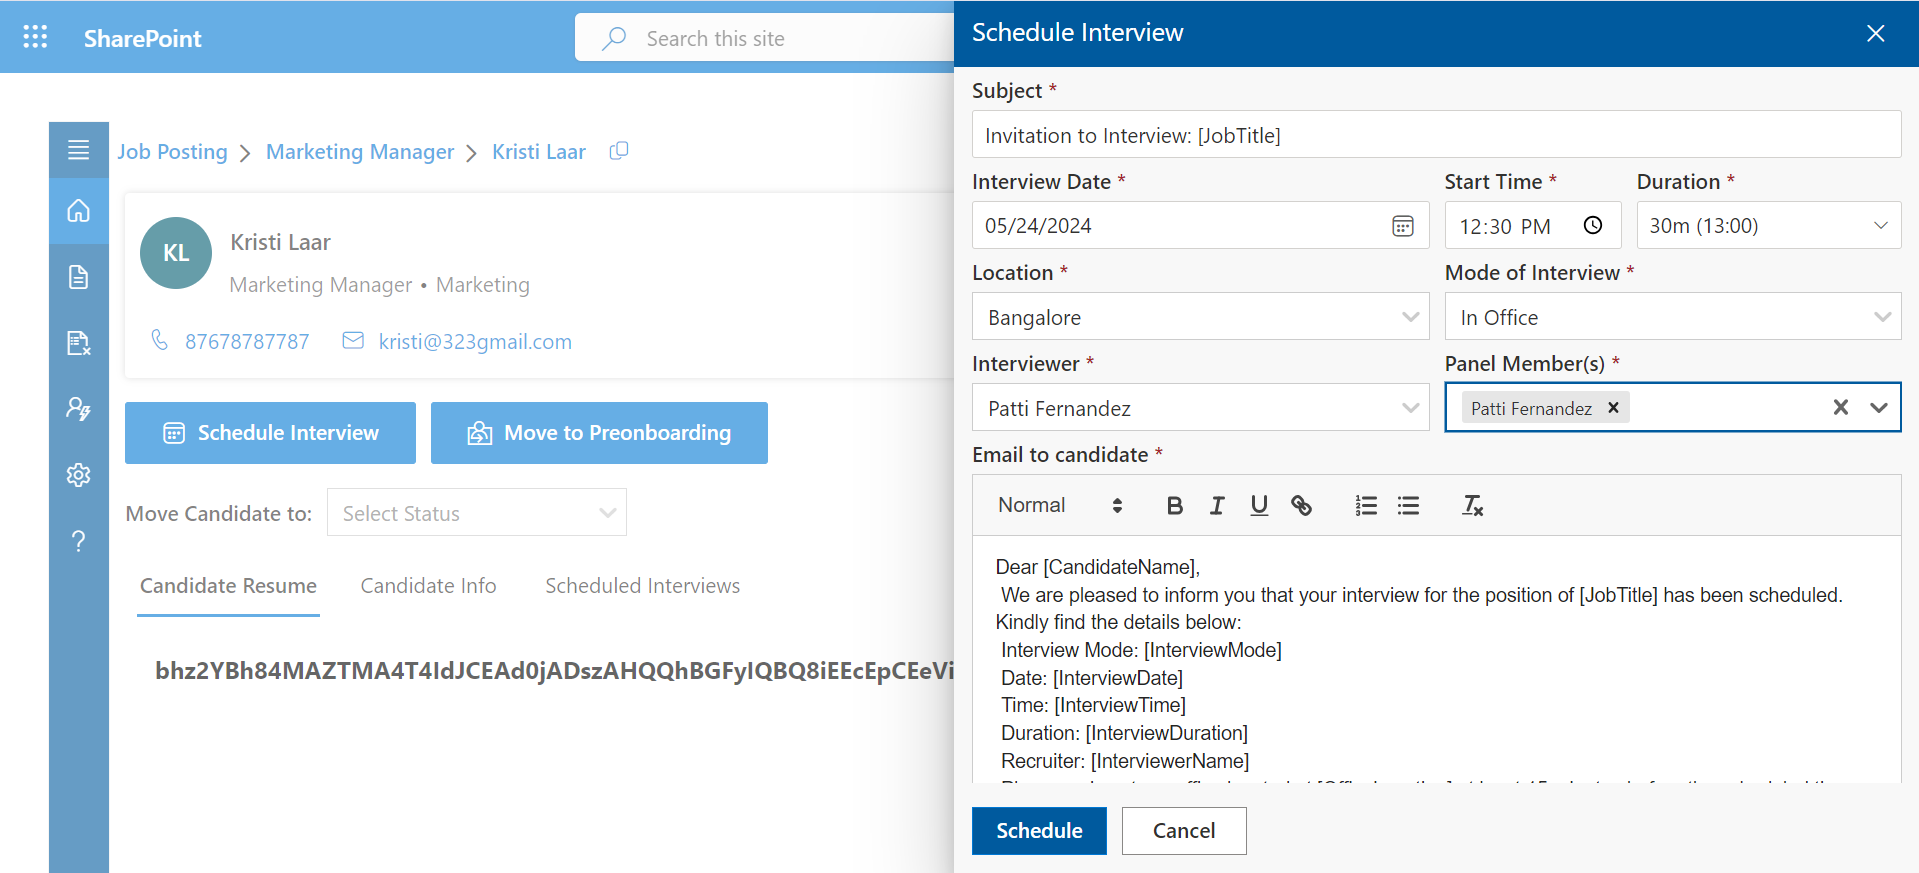 SharePoint
Search this site
Job Posting > Marketing Manager > Kristi Laar
KL
Kristi Laar
Marketing Manager • Marketing
87678787787 kristi@323gmail.com
Schedule Interview Move to Preonboarding
Move Candidate to: Select Status
Candidate Resume Candidate Info Scheduled Interviews
bhz2YBh84MAZTMA4T4IdJCEAd0jADszAHQQhBGFyIQBQ8iEEcEpCEeVi
Schedule Interview
Subject *
Invitation to Interview: [JobTitle]
Interview Date * Start Time * Duration *
05/24/2024 12:30 PM 30m (13:00)
Location * Mode of Interview *
Bangalore In Office
Interviewer * Panel Member(s) *
Patti Fernandez Patti Fernandez
Email to candidate *
Normal
Dear [CandidateName],
We are pleased to inform you that your interview for the position of [JobTitle] has been scheduled.
Kindly find the details below:
Interview Mode: [InterviewMode]
Date: [InterviewDate]
Time: [InterviewTime]
Duration: [InterviewDuration]
Recruiter: [InterviewerName]
Schedule Cancel